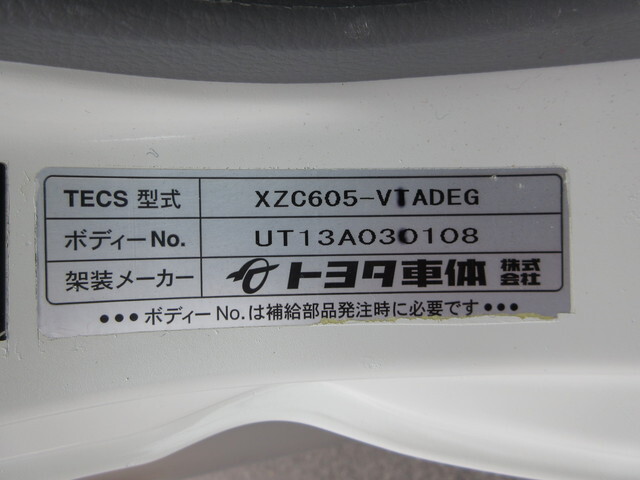 TECS 型式 XZC605-VTADEG
ボディーNo. UT13A030108
架装メーカー トヨタ車体 株式会社
●●● ボディー No.は補給部品発注時に必要です ●●●